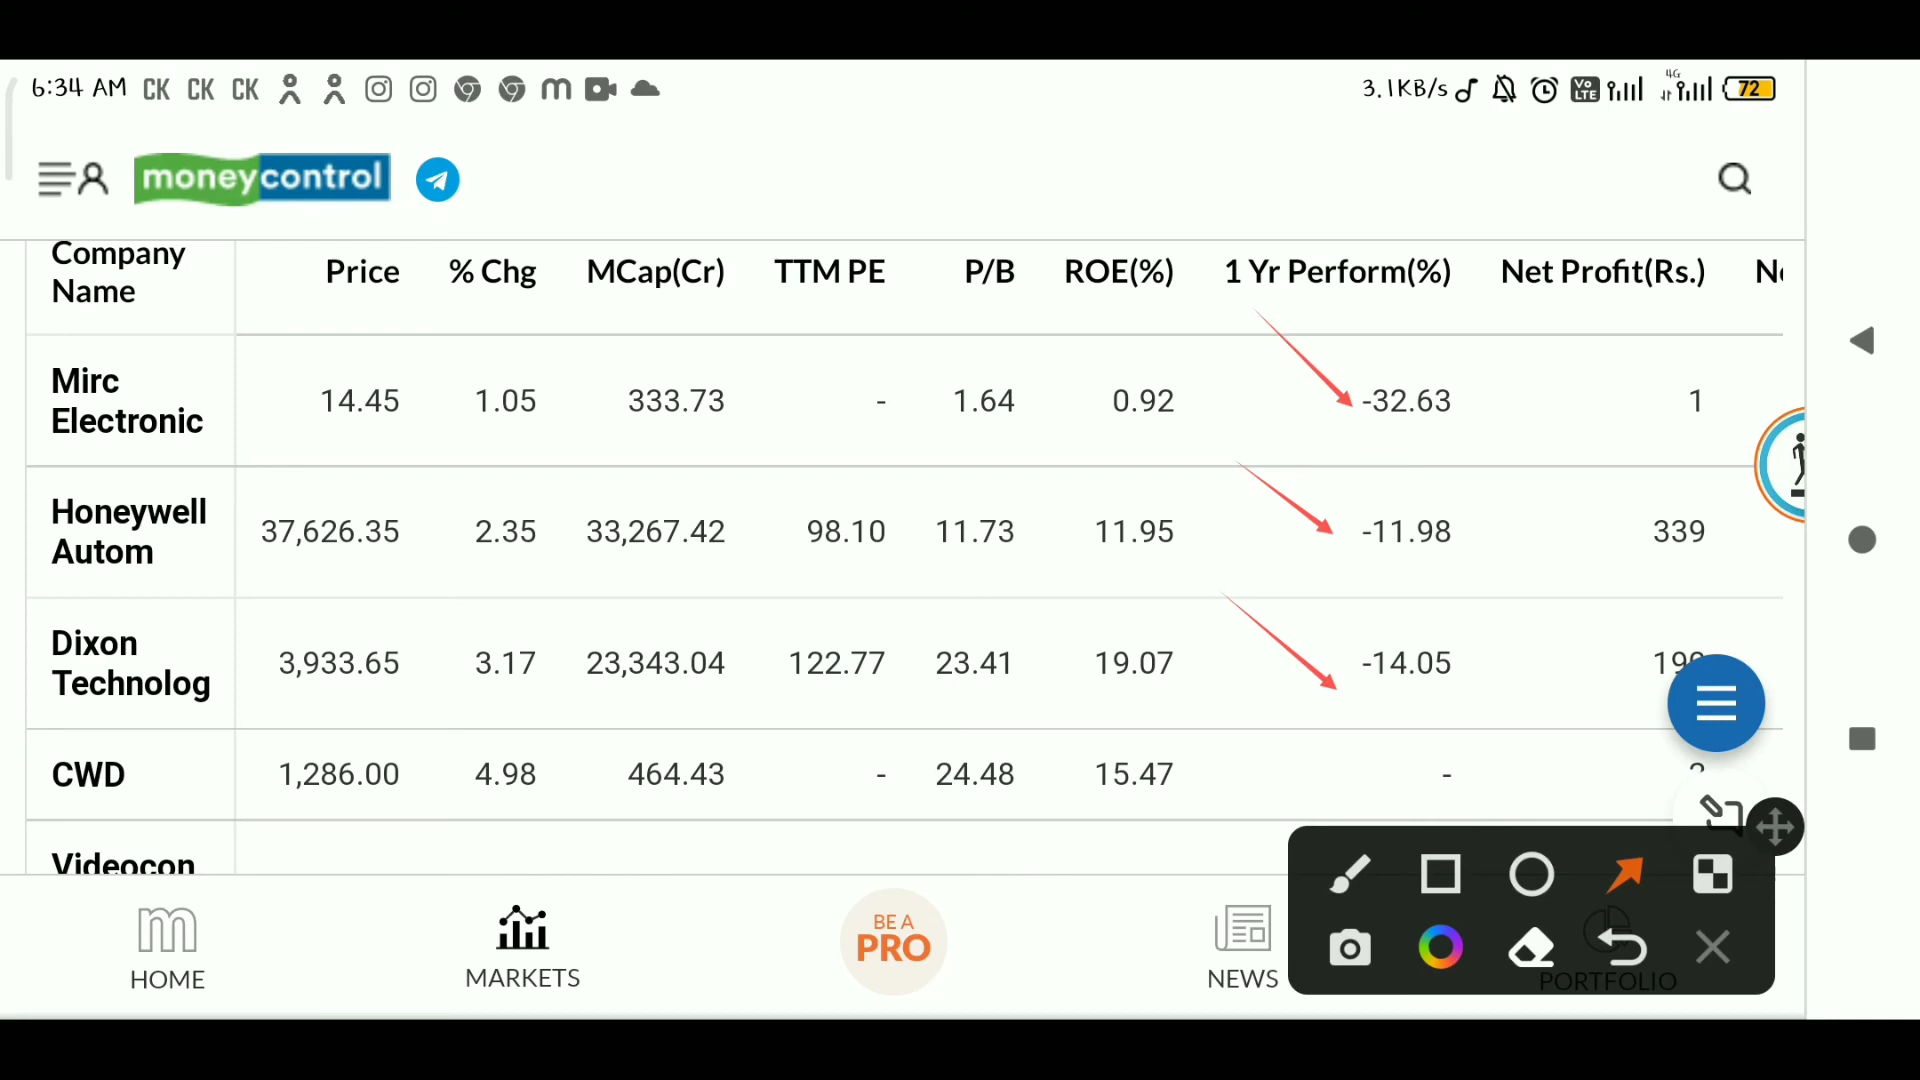 6:34 AM CK CK CK 3.1KB/s Vo LTE 4G 72
moneycontrol
Company Name Price % Chg MCap(Cr) TTM PE P/B ROE(%) 1 Yr Perform(%) Net Profit(Rs.)
Mirc Electronic 14.45 1.05 333.73 - 1.64 0.92 -32.63 1
Honeywell Autom 37,626.35 2.35 33,267.42 98.10 11.73 11.95 -11.98 339
Dixon Technolog 3,933.65 3.17 23,343.04 122.77 23.41 19.07 -14.05
CWD 1,286.00 4.98 464.43 - 24.48 15.47 -
Videocon
BE A
PRO
HOME MARKETS NEWS PORTFOLIO